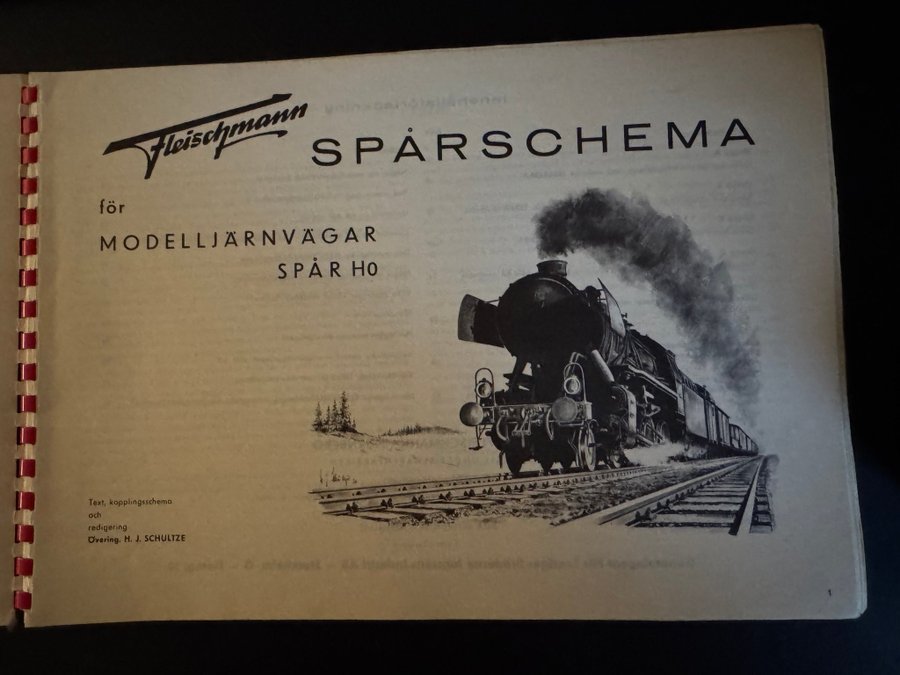 Fleischmann SPÅRSCHEMA
för
MODELLJÄRNVÄGAR
SPÅR H0
Text, kopplingsschema
och
redigering
Övering. H. J. SCHULTZE
1